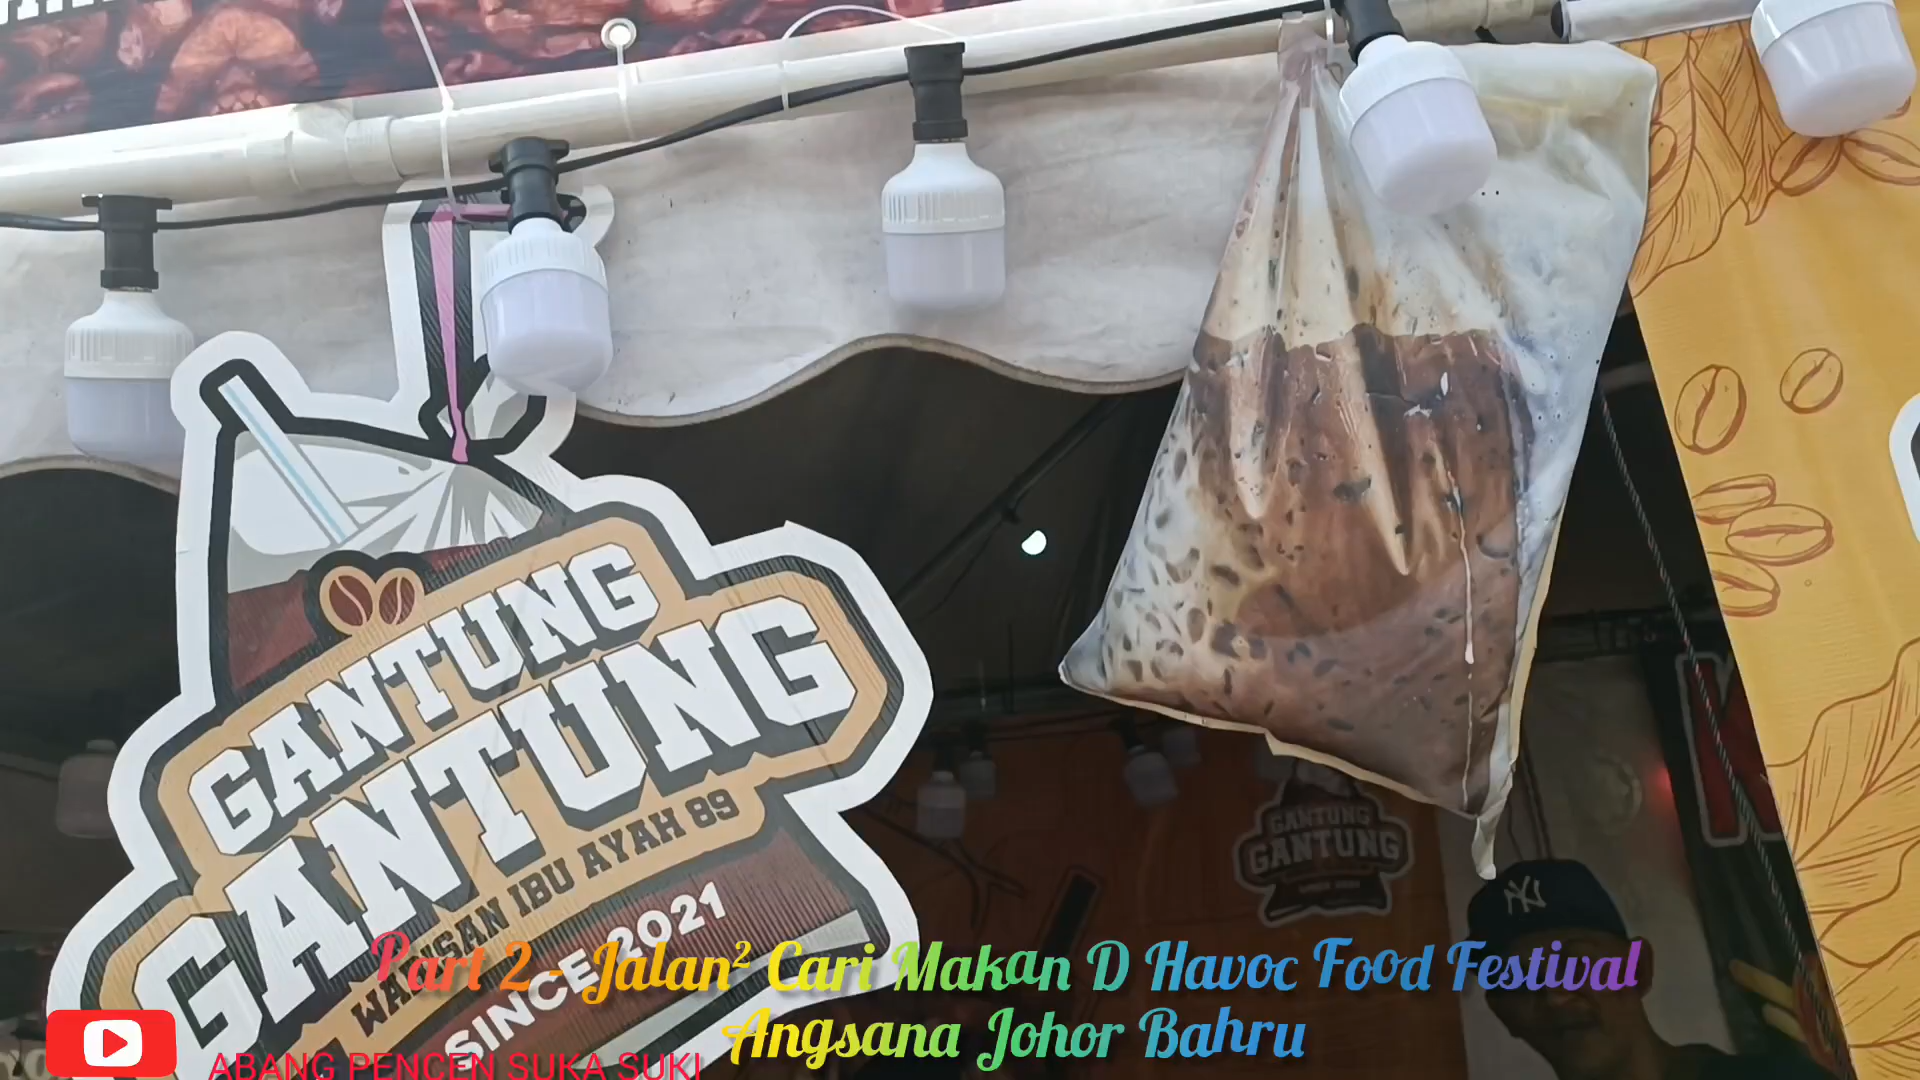 GANTUNG
GANTUNG
WARISAN IBU AYAH 89
SINCE 2021
GANTUNG
GANTUNG
NY
Part 2 - Jalan² Cari Makan D Havoc Food Festival
Angsana Johor Bahru
ABANG PENCEN SUKA SUKI